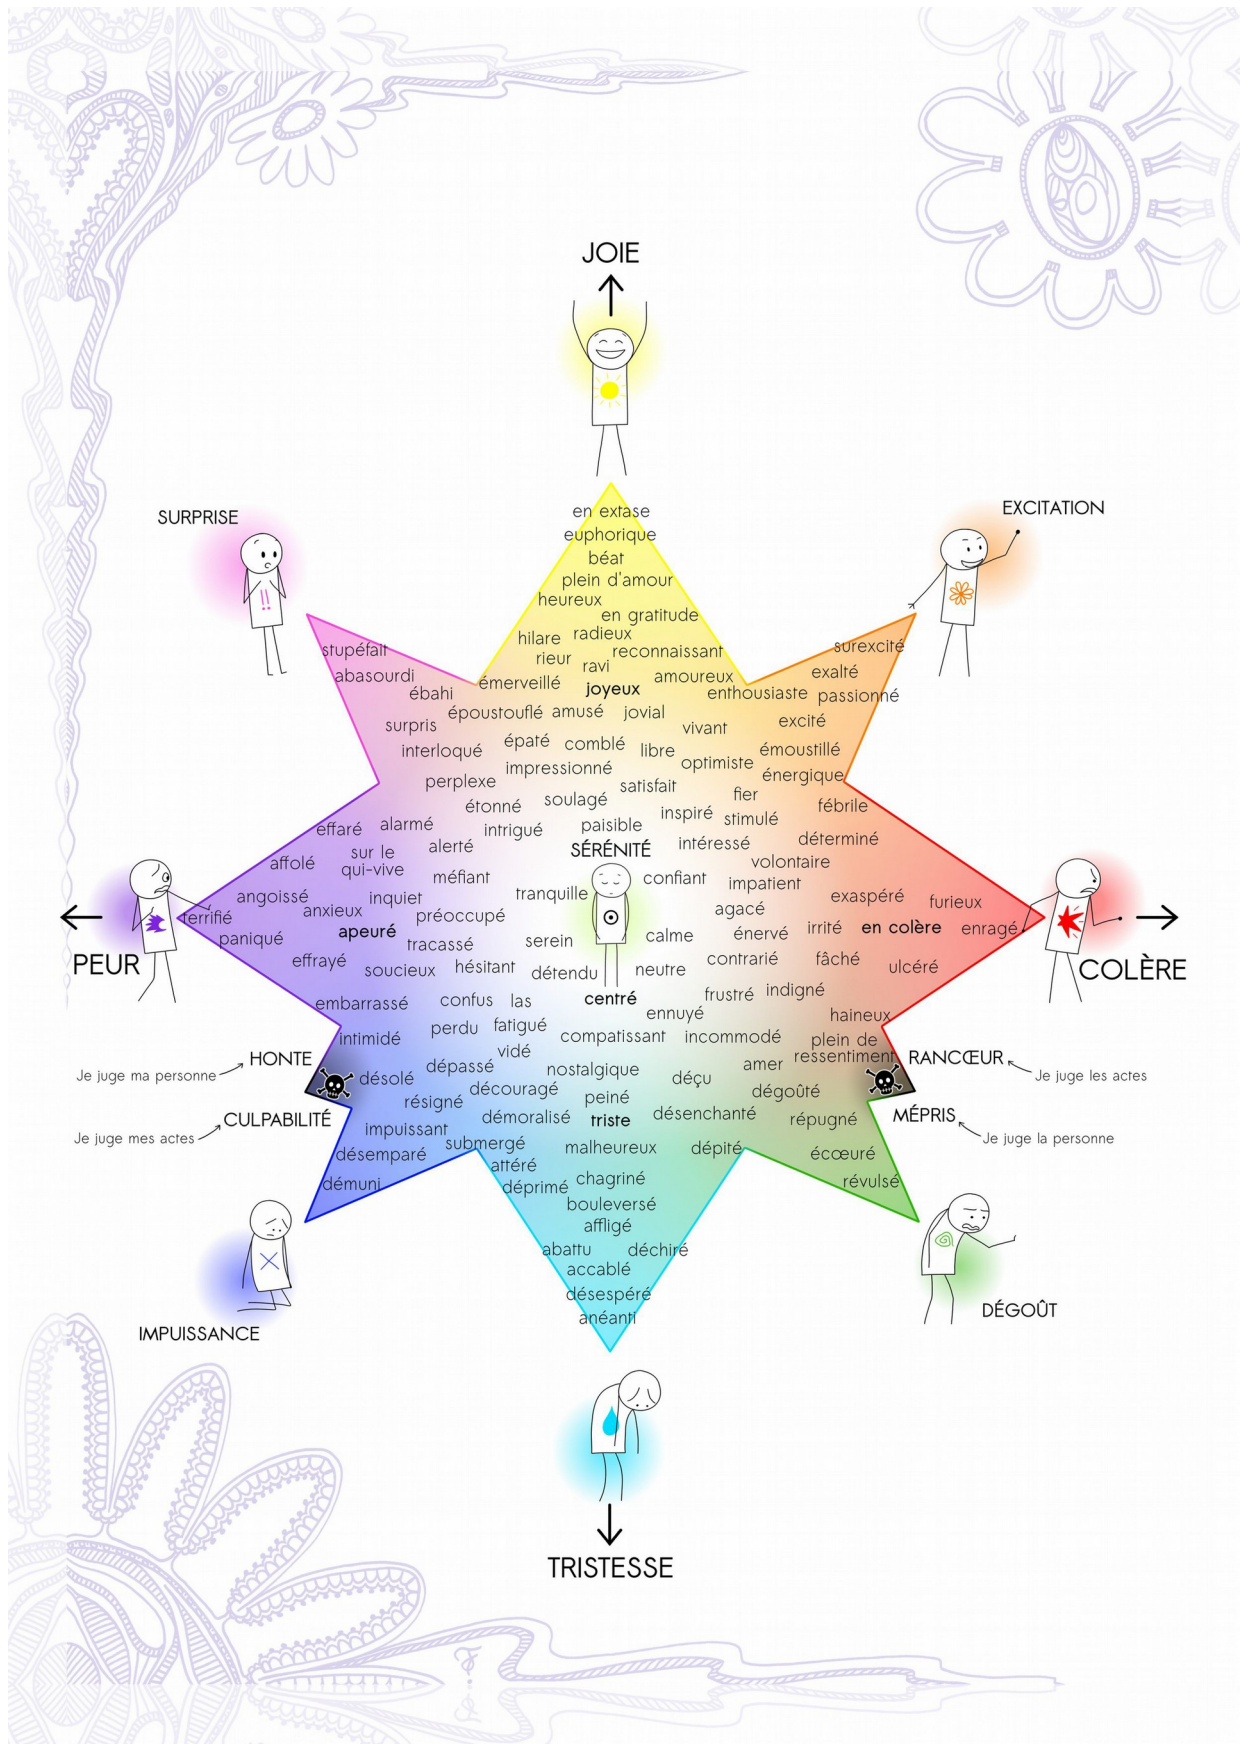 JOIE
SURPRISE
EXCITATION
en extase
euphorique
béat
plein d'amour
heureux
en gratitude
hilare radieux
reconnaissant
rieur ravi
stupéfait
abasourdi
ébahi
émerveillé
joyeux
amoureux
enthousiaste
surexcité
exalté
passionné
surpris
époustouflé amusé jovial
vivant
excité
interloqué
épaté comblé libre
émoustillé
impressionné
optimiste
énergique
perplexe
satisfait
fier
étonné
soulagé
inspiré
stimulé
fébrile
effaré alarmé
intrigué
paisible
intéressé
déterminé
alerté
SÉRÉNITÉ
affolé
sur le
qui-vive
volontaire
méfiant
tranquille
confiant
impatient
angoissé
inquiet
exaspéré
furieux
terrifié
anxieux
préoccupé
agacé
paniqué
apeuré
tracassé
serein
calme
énervé
irrité
en colère
enragé
PEUR
COLÈRE
effrayé
soucieux
hésitant
détendu
neutre
contrarié
fâché
ulcéré
embarrassé
confus las
centré
frustré indigné
ennuyé
haineux
intimidé
perdu fatigué
compatissant
incommodé
plein de
ressentiment
HONTE
RANCŒUR
Je juge ma personne
Je juge les actes
vidé
dépassé
nostalgique
amer
désolé
découragé
déçu
dégoûté
résigné
peiné
CULPABILITÉ
MÉPRIS
Je juge mes actes
Je juge la personne
démoralisé
triste
désenchanté
répugné
impuissant
submergé
malheureux
dépité
désemparé
écœuré
attéré
démuni
déprimé
chagriné
révulsé
bouleversé
affligé
abattu
déchiré
accablé
désespéré
anéanti
IMPUISSANCE
DÉGOÛT
TRISTESSE